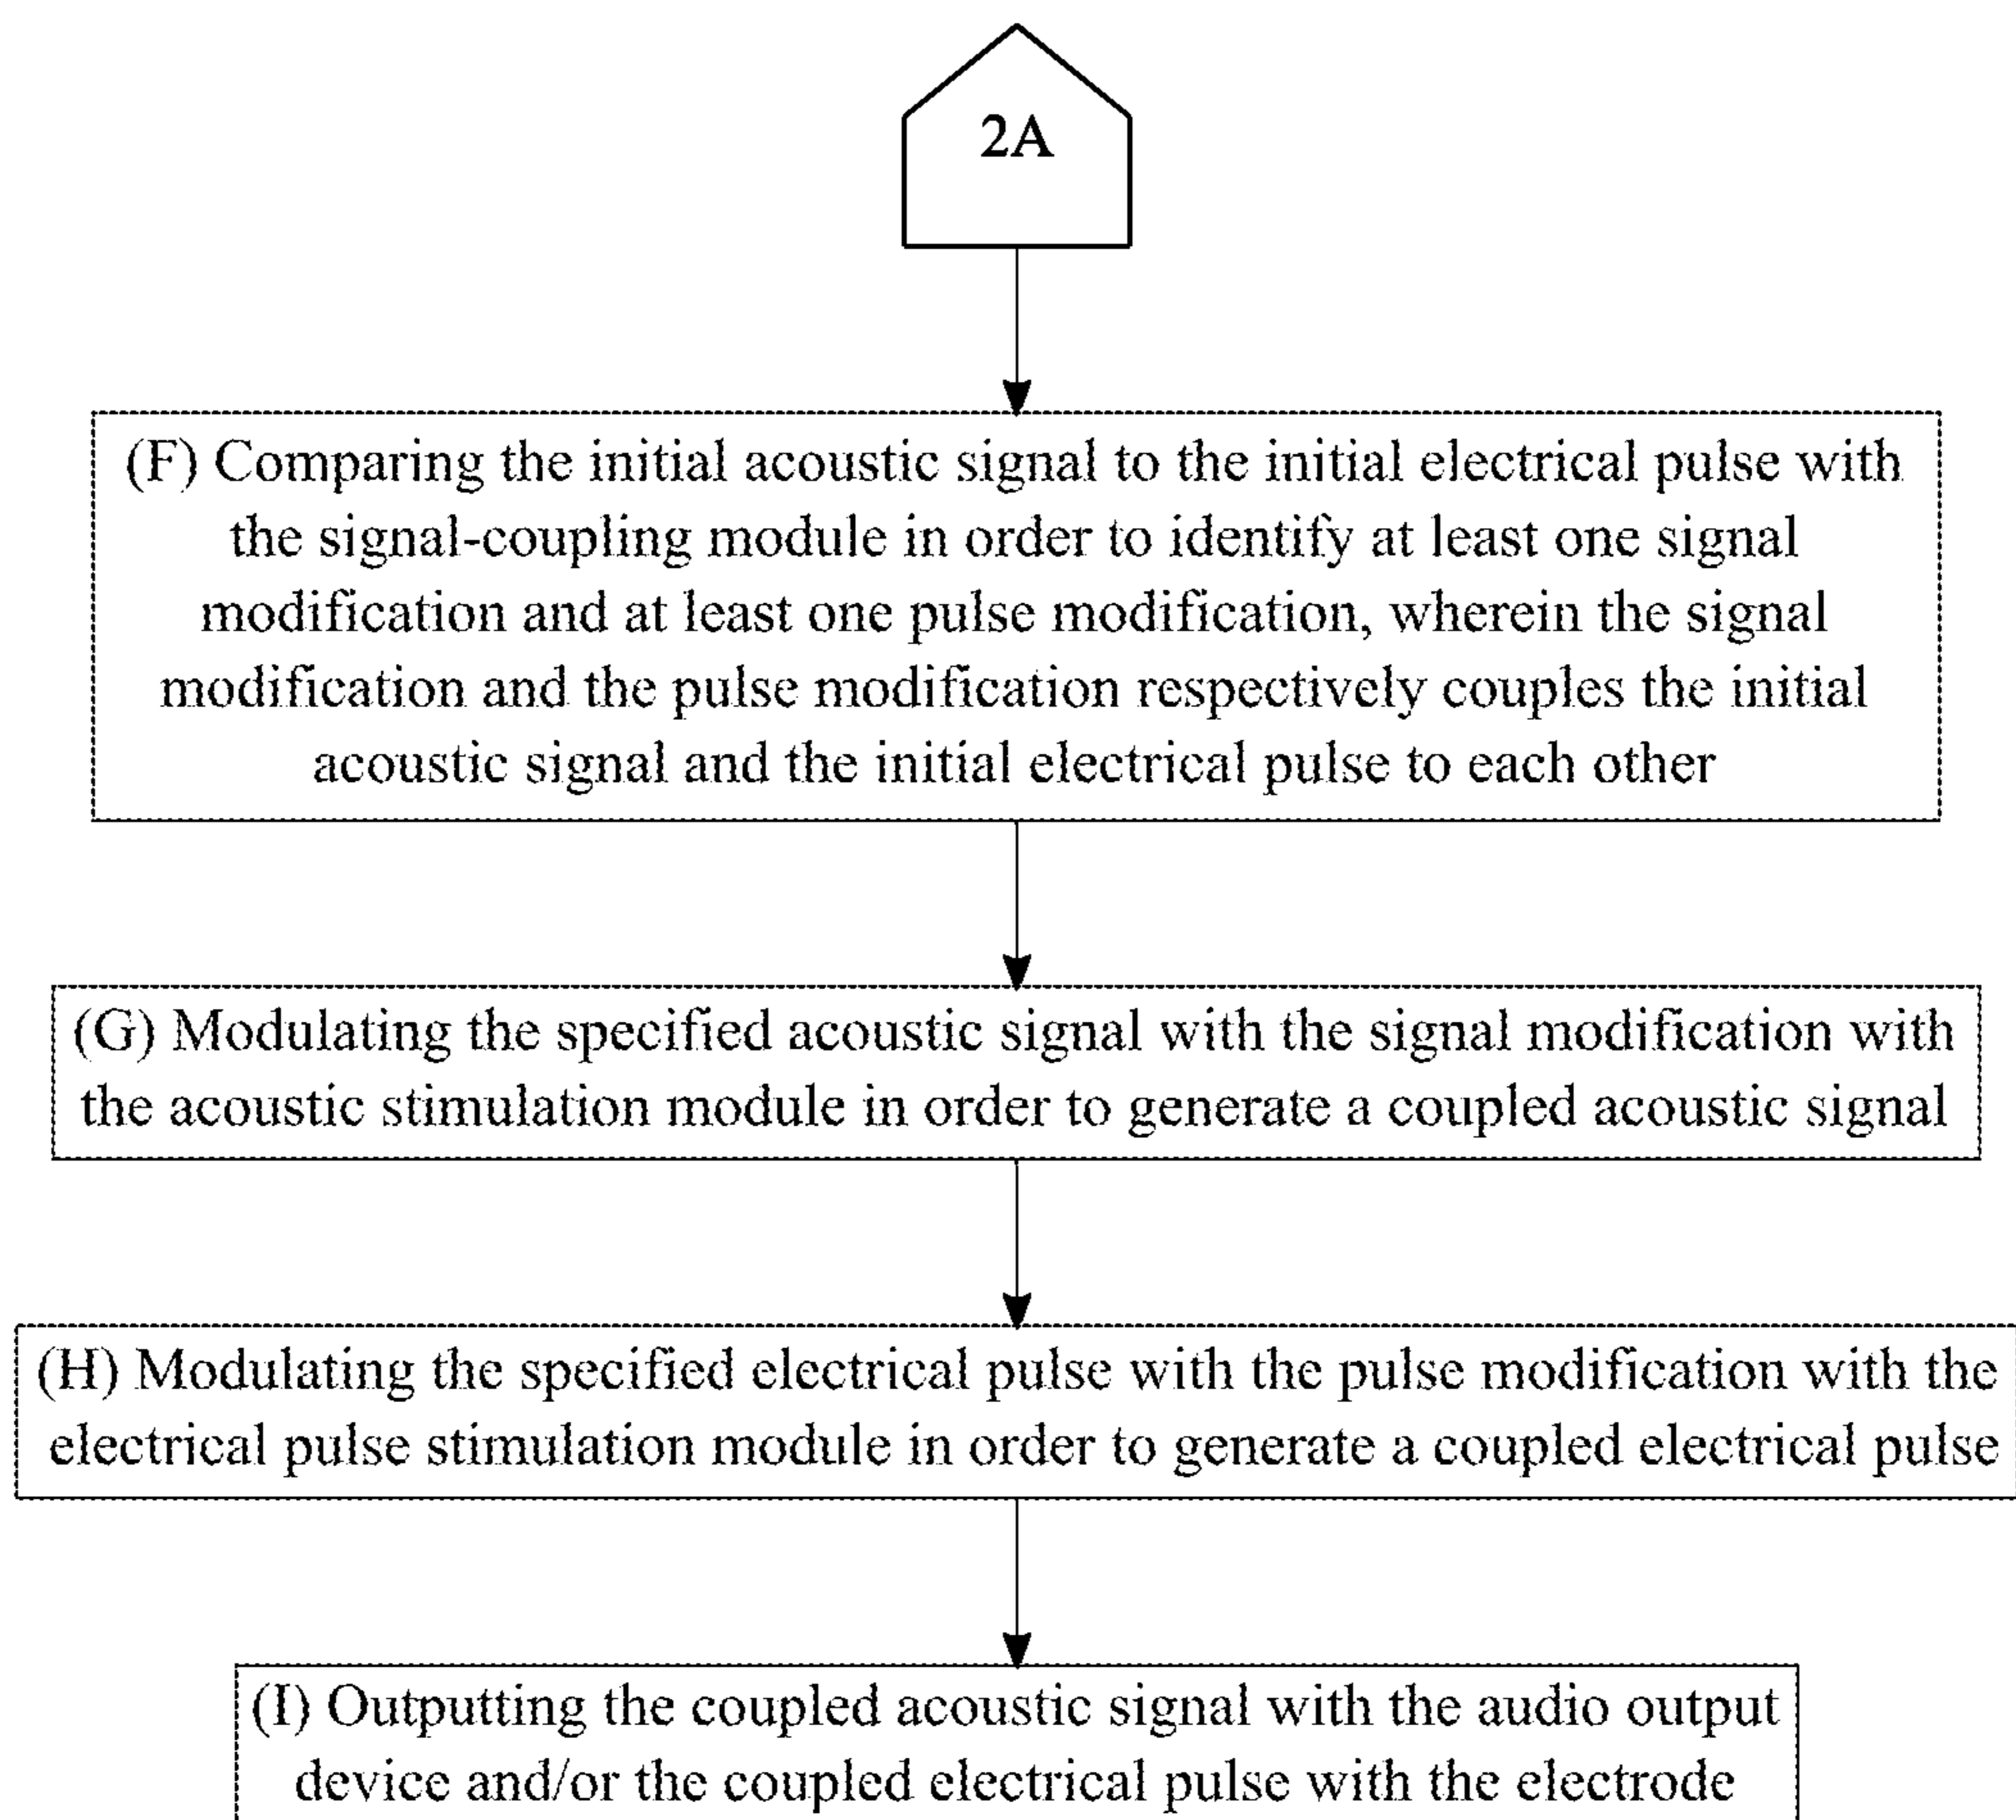 2A
(F) Comparing the initial acoustic signal to the initial electrical pulse with
the signal-coupling module in order to identify at least one signal
modification and at least one pulse modification, wherein the signal
modification and the pulse modification respectively couples the initial
acoustic signal and the initial electrical pulse to each other
(G) Modulating the specified acoustic signal with the signal modification with
the acoustic stimulation module in order to generate a coupled acoustic signal
(H) Modulating the specified electrical pulse with the pulse modification with the
electrical pulse stimulation module in order to generate a coupled electrical pulse
(I) Outputting the coupled acoustic signal with the audio output
device and/or the coupled electrical pulse with the electrode